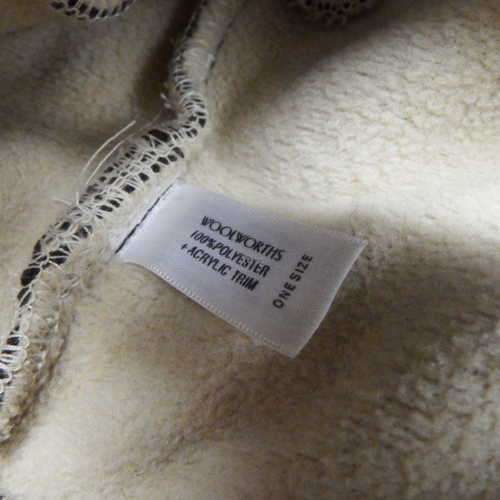 WOOLWORTHS
100%POLYESTER
+ACRYLIC TRIM
ONE SIZE